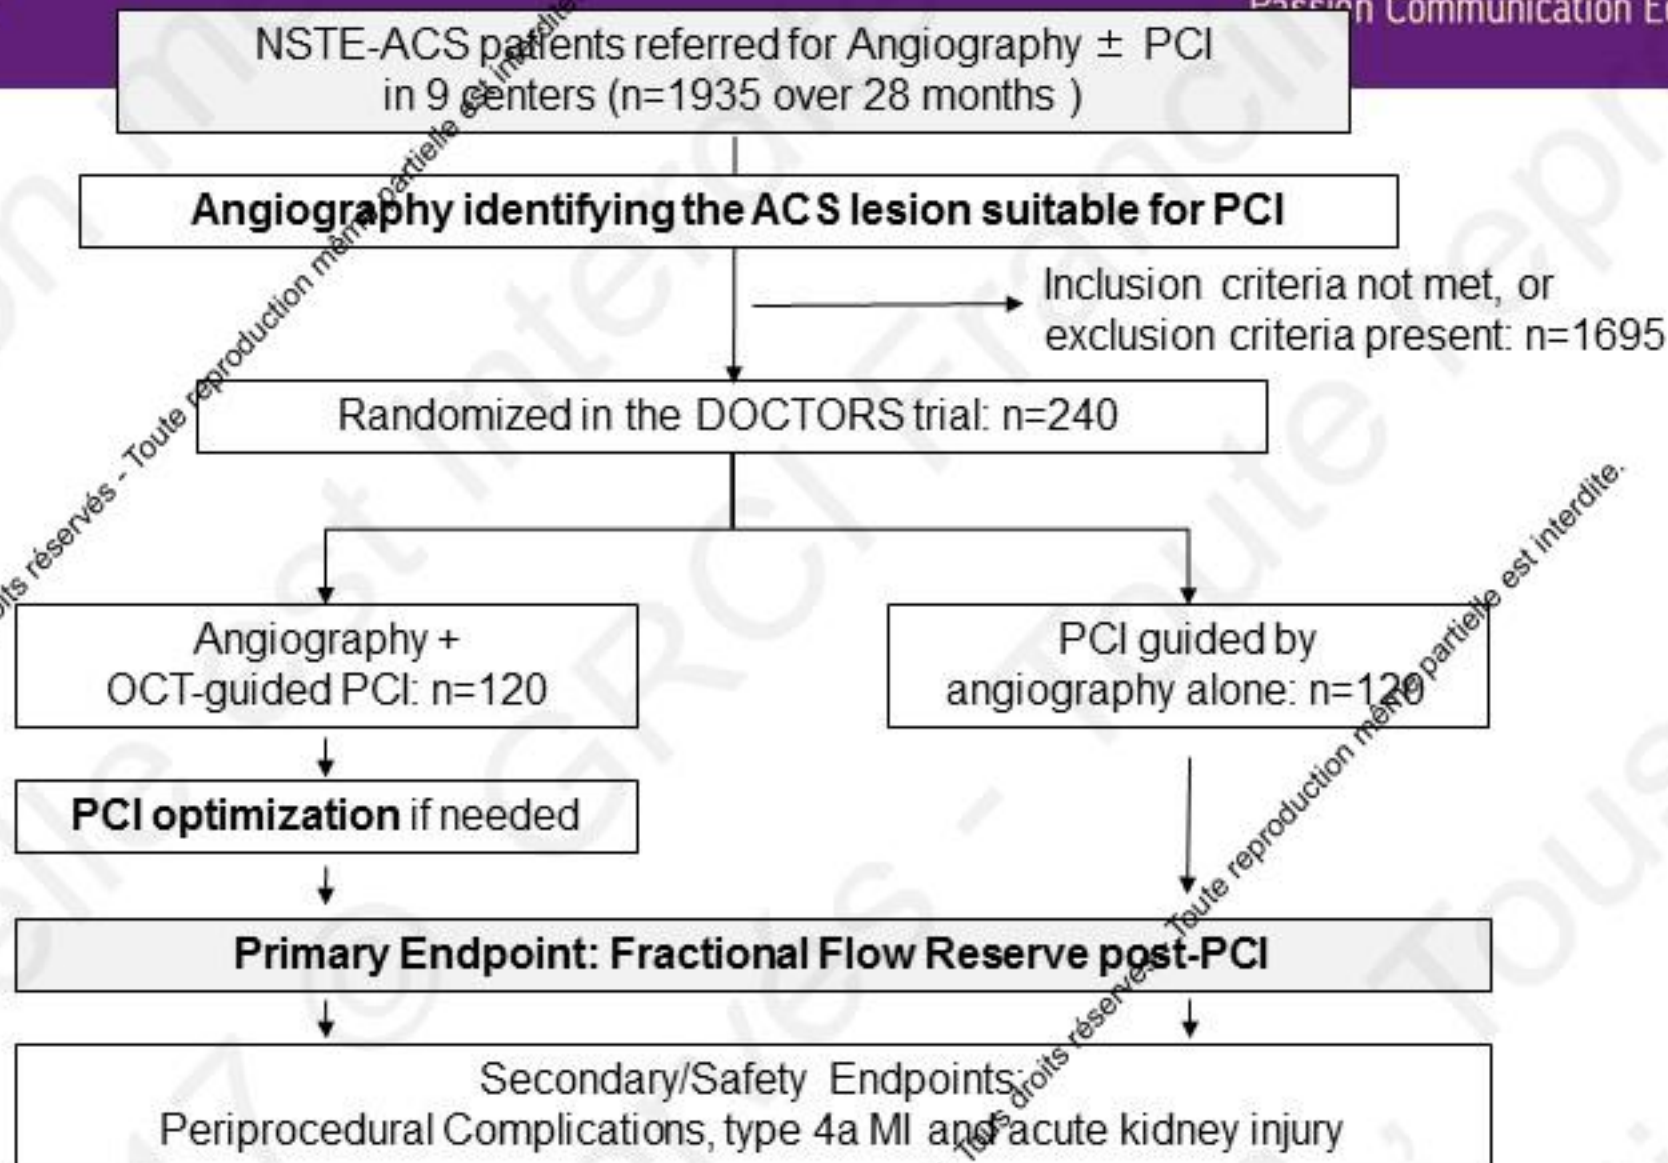 Passion Communication
NSTE-ACS patients referred for Angiography ± PCI
in 9 centers (n=1935 over 28 months )
Angiography identifying the ACS lesion suitable for PCI
Inclusion criteria not met, or
exclusion criteria present: n=1695
Randomized in the DOCTORS trial: n=240
Angiography +
OCT-guided PCI: n=120
PCI guided by
angiography alone: n=120
PCI optimization if needed
Primary Endpoint: Fractional Flow Reserve post-PCI
Secondary/Safety Endpoints:
Periprocedural Complications, type 4a MI and acute kidney injury
réservés - Toute reproduction même partielle est interdite.
Tous droits réservés - Toute reproduction même partielle est interdite.